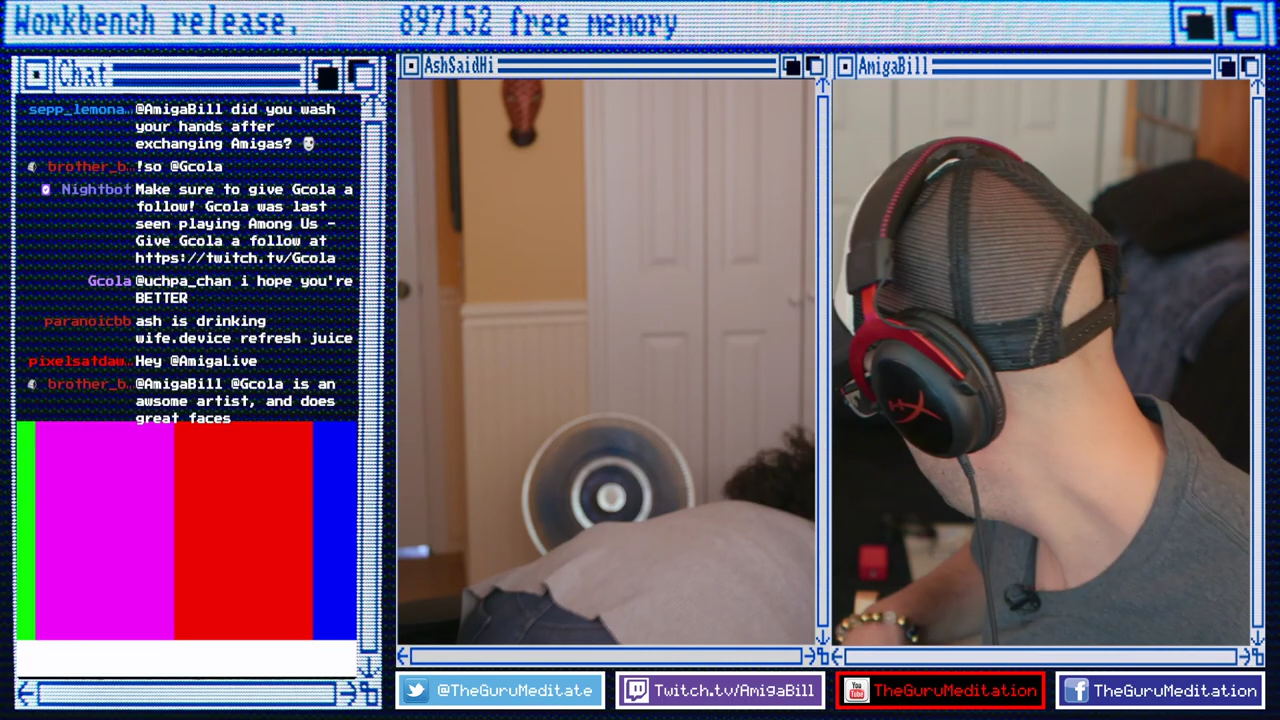 Workbench release. 897152 free memory
Chat
sepp_lemona.. @AmigaBill did you wash
your hands after
exchanging Amigas?
brother_b.. !so @Gcola
Nightbot Make sure to give Gcola a
follow! Gcola was last
seen playing Among Us -
Give Gcola a follow at
https://twitch.tv/Gcola
Gcola @uchpa_chan i hope you're
BETTER
paranoicbb ash is drinking
wife.device refresh juice
pixelsatdaw.. Hey @AmigaLive
brother_b.. @AmigaBill @Gcola is an
awsome artist, and does
great faces
AshSaidHi
AmigaBill
@TheGuruMeditate
Twitch.tv/AmigaBill
You Tube TheGuruMeditation
f TheGuruMeditation